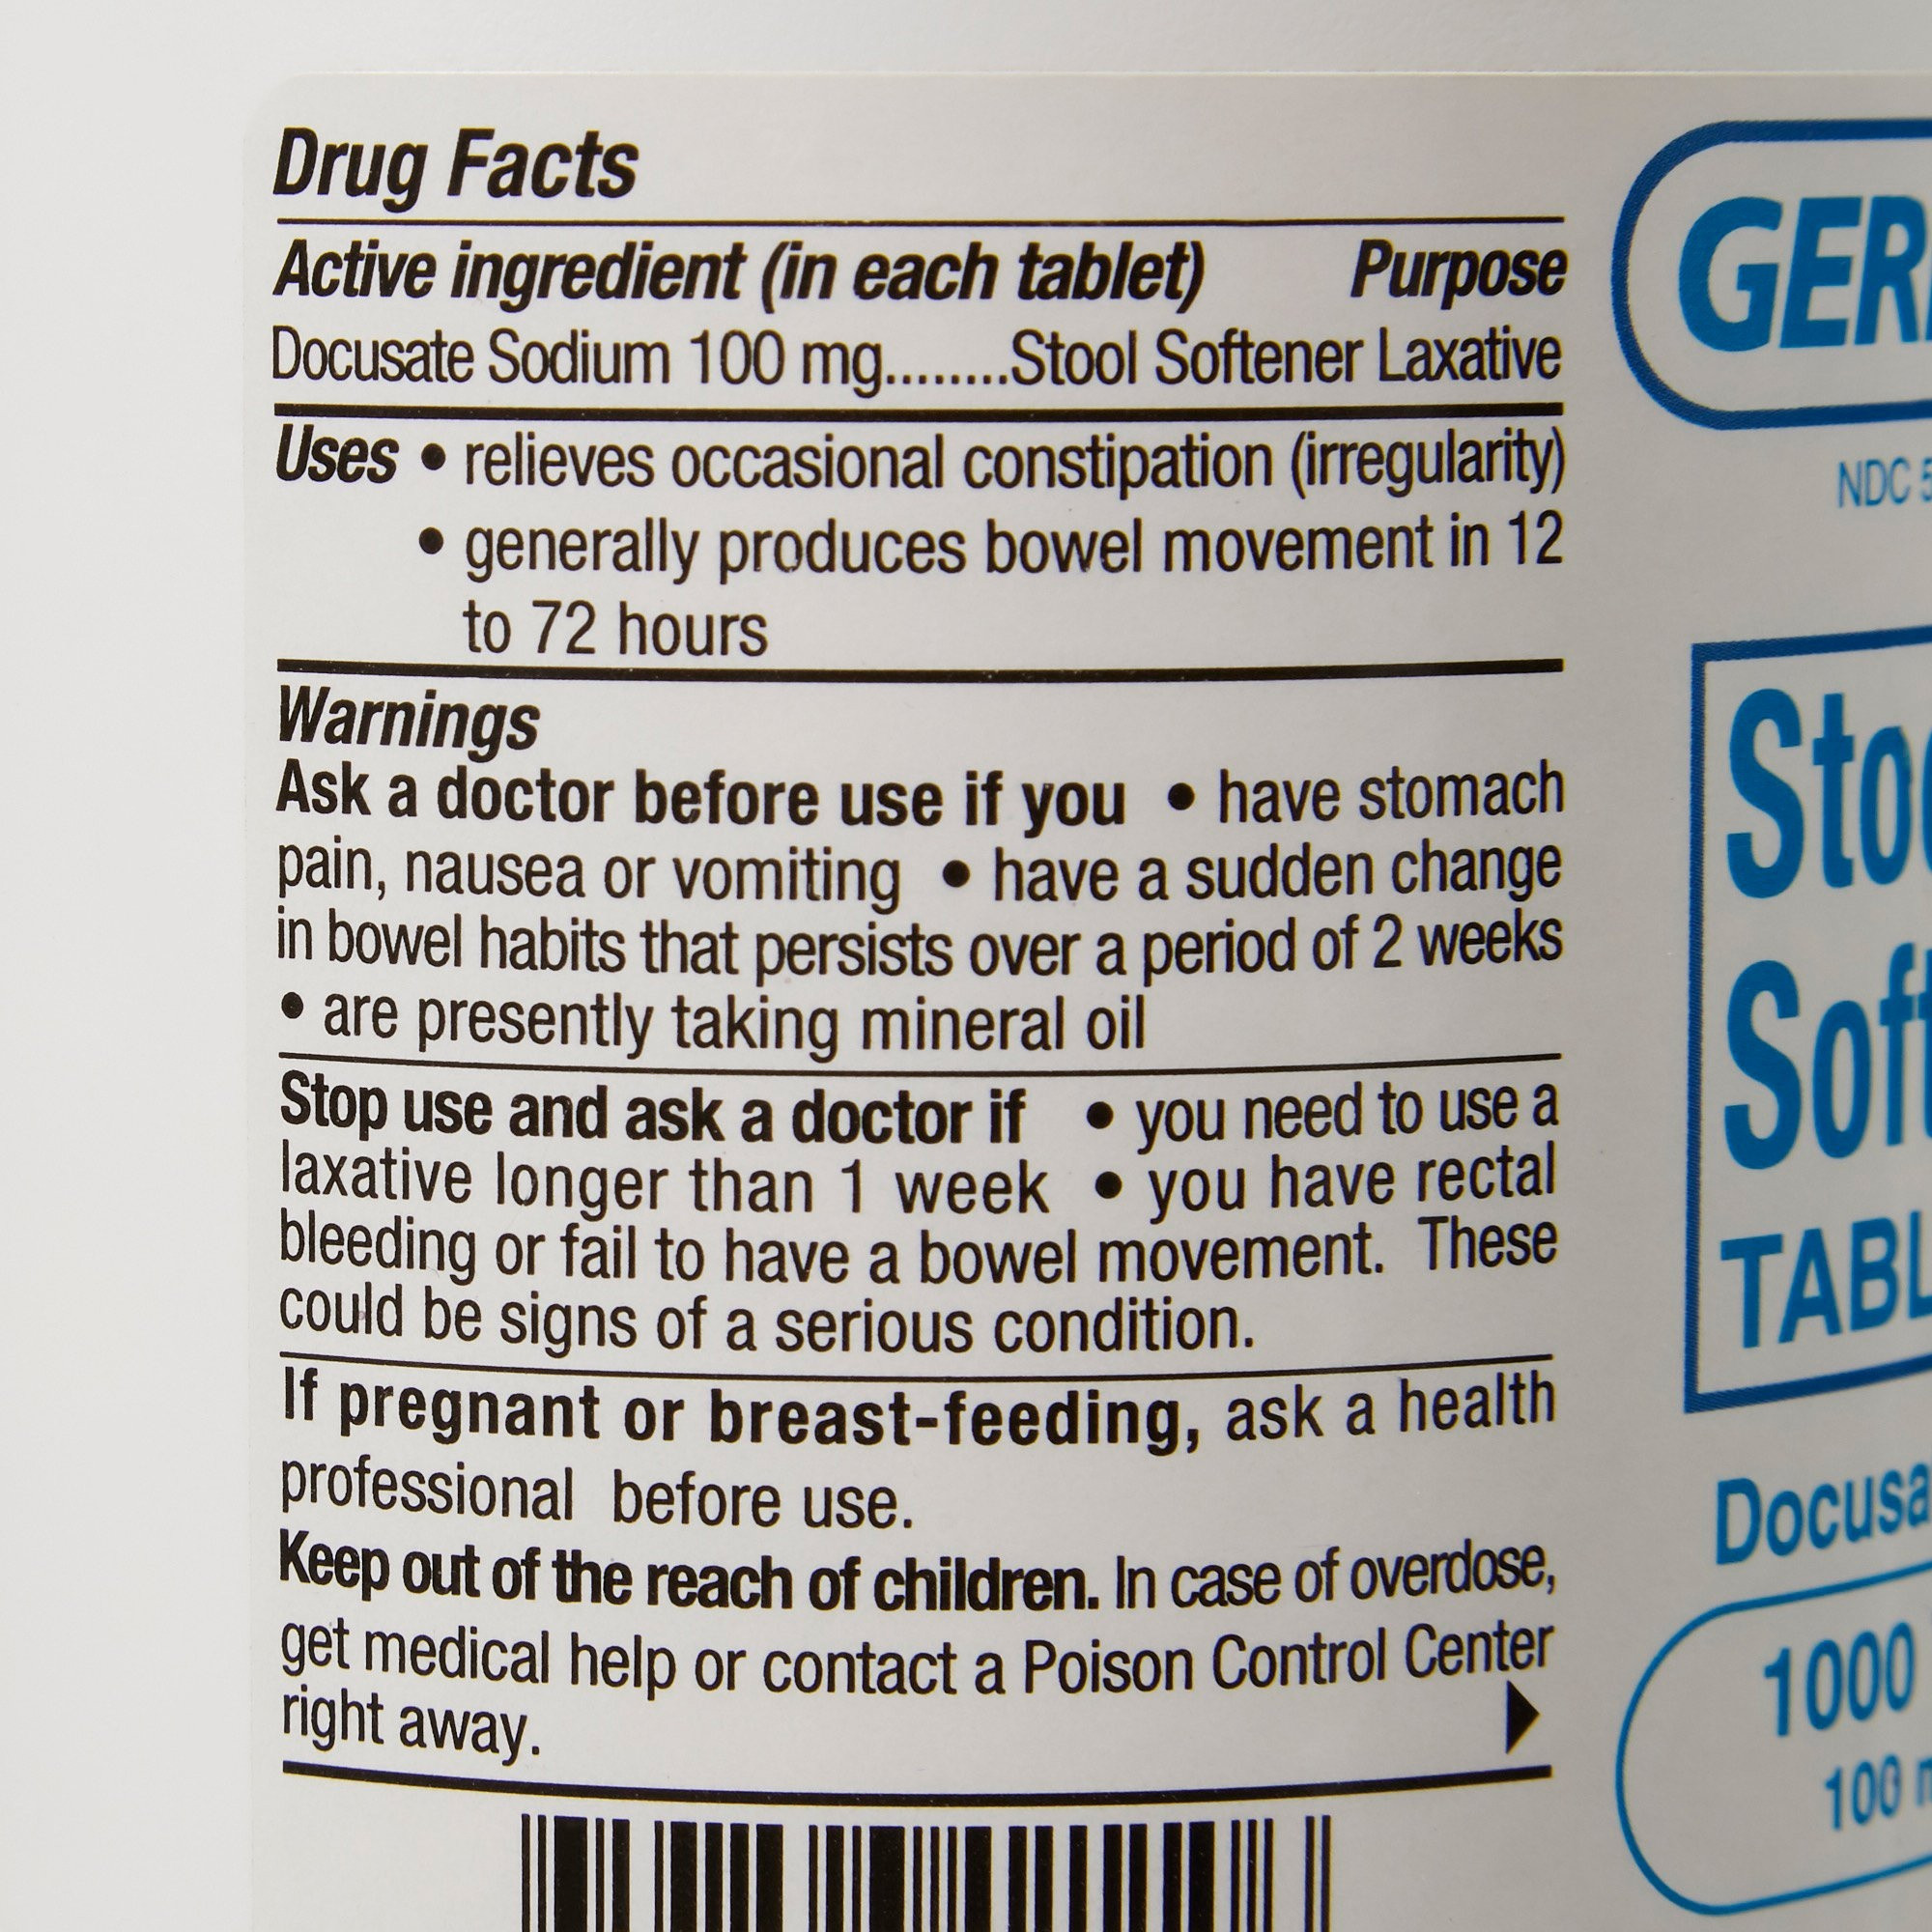 Drug Facts
Active ingredient (in each tablet) Purpose
Docusate Sodium 100 mg........Stool Softener Laxative
Uses • relieves occasional constipation (irregularity)
• generally produces bowel movement in 12
to 72 hours
Warnings
Ask a doctor before use if you • have stomach
pain, nausea or vomiting • have a sudden change
in bowel habits that persists over a period of 2 weeks
• are presently taking mineral oil
Stop use and ask a doctor if • you need to use a
laxative longer than 1 week • you have rectal
bleeding or fail to have a bowel movement. These
could be signs of a serious condition.
If pregnant or breast-feeding, ask a health
professional before use.
Keep out of the reach of children. In case of overdose,
get medical help or contact a Poison Control Center
right away.
GER
NDC 5
Sto
Soft
TABL
Docusa
1000
100 m